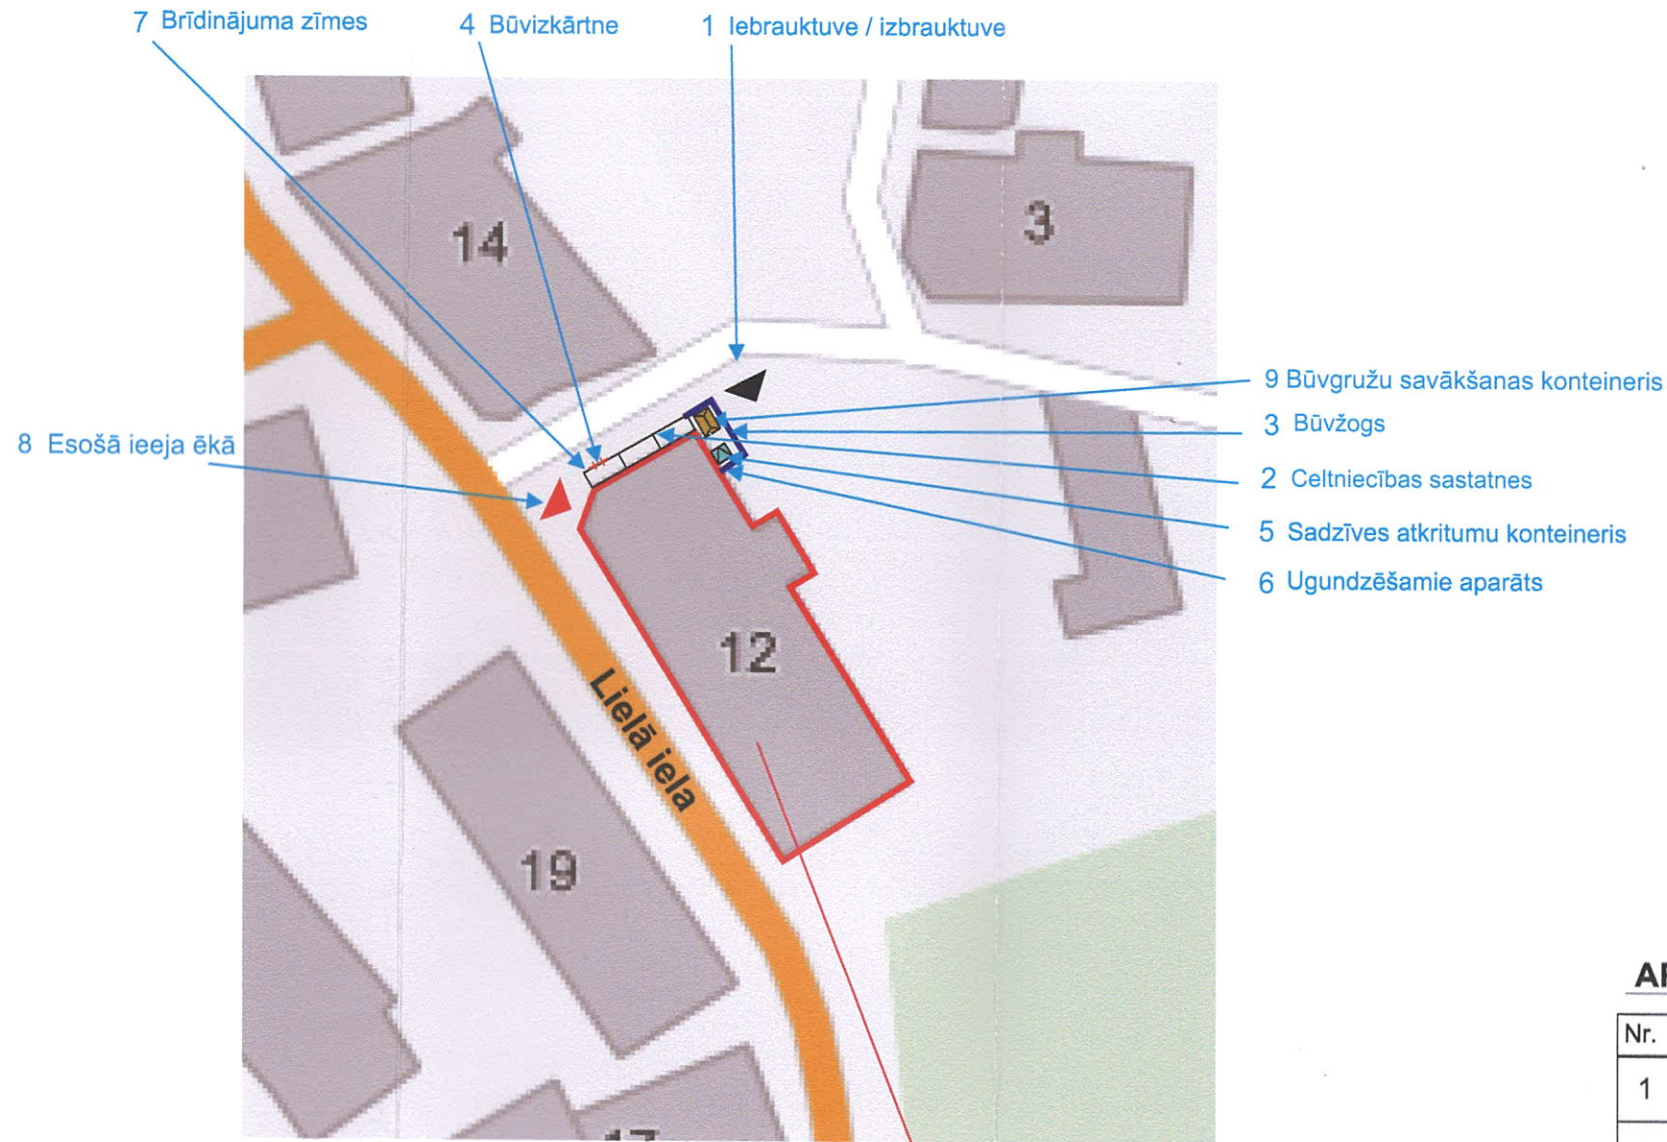 7 Brīdinājuma zīmes
4 Būvizkārtne
1 Iebrauktuve / izbrauktuve
14
3
9 Būvgružu savākšanas konteineris
3 Būvžogs
8 Esošā ieeja ēkā
2 Celtniecības sastatnes
5 Sadzīves atkritumu konteineris
6 Ugundzēšamie aparāts
12
Lielā iela
19
Nr.
1